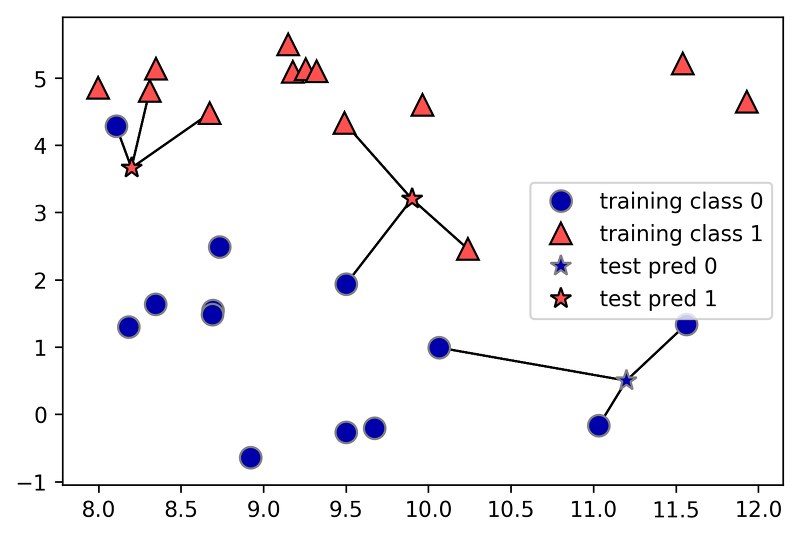 5
4
3
2
1
0
−1
8.0 8.5 9.0 9.5 10.0 10.5 11.0 11.5 12.0
training class 0
training class 1
test pred 0
test pred 1